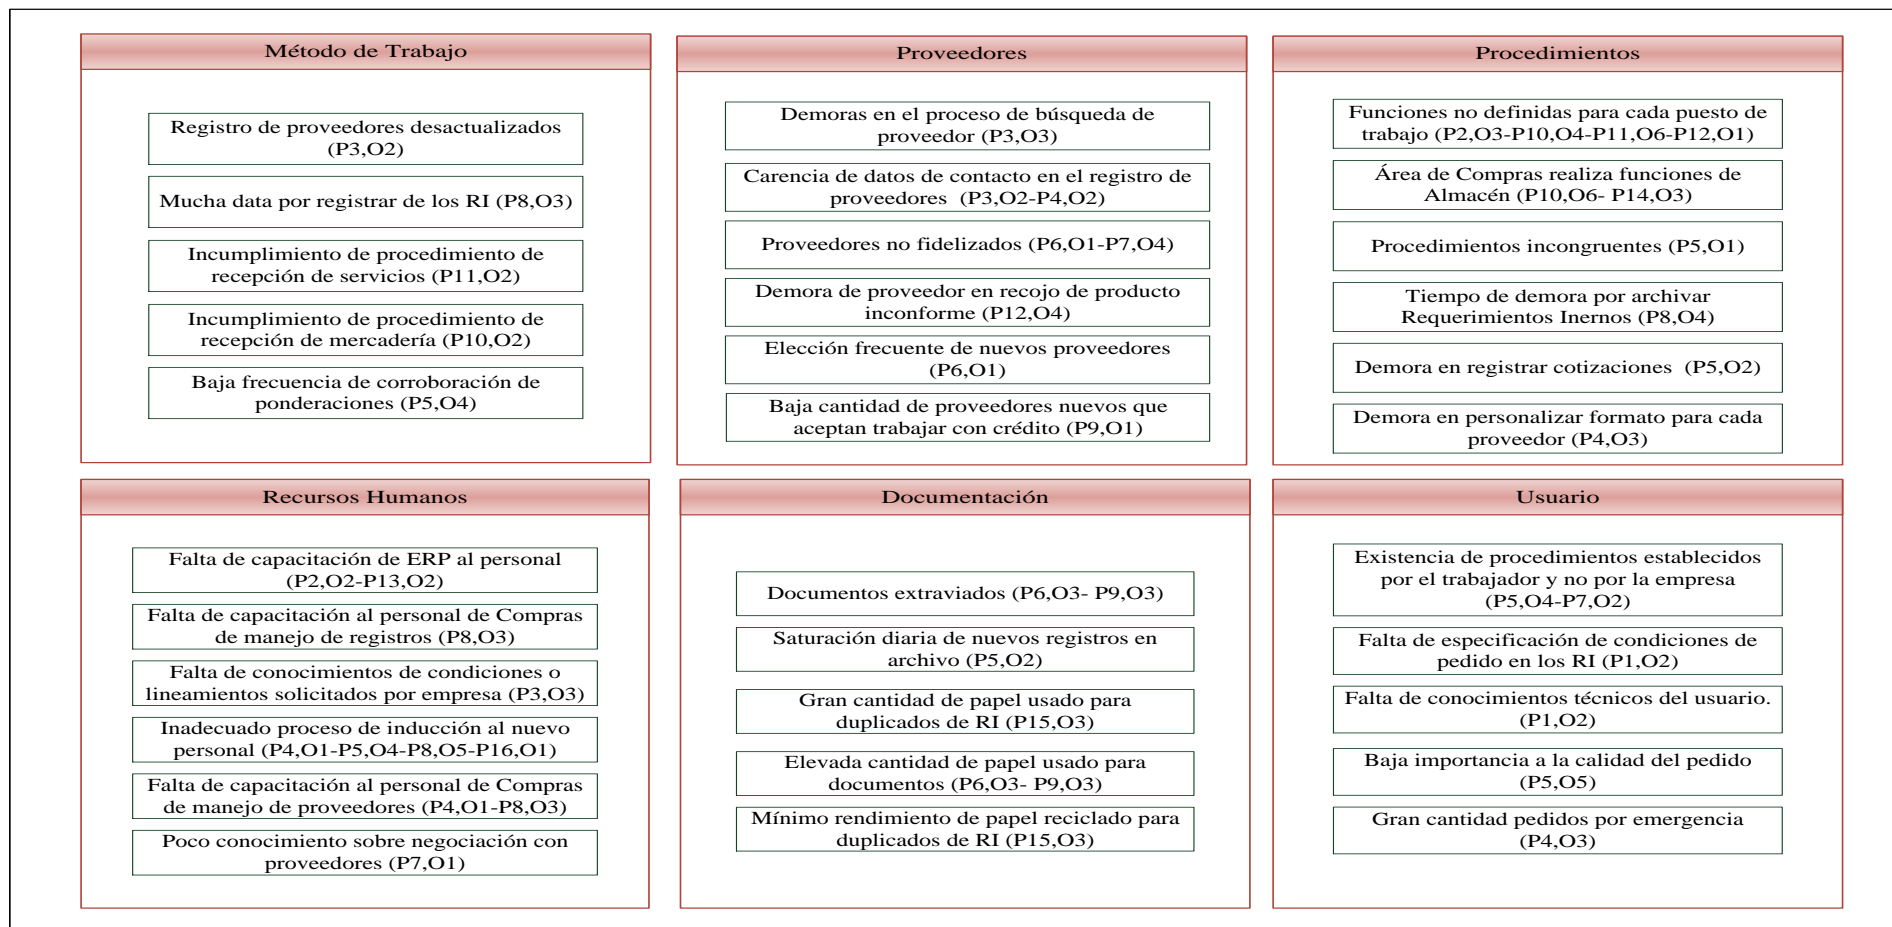 Método de Trabajo
Registro de proveedores desactualizados
(P3,O2)
Mucha data por registrar de los RI (P8,O3)
Incumplimiento de procedimiento de
recepción de servicios (P11,O2)
Incumplimiento de procedimiento de
recepción de mercadería (P10,O2)
Baja frecuencia de corroboración de
ponderaciones (P5,O4)
Proveedores
Demoras en el proceso de búsqueda de
proveedor (P3,O3)
Carencia de datos de contacto en el registro de
proveedores (P3,O2-P4,O2)
Proveedores no fidelizados (P6,O1-P7,O4)
Demora de proveedor en recojo de producto
inconforme (P12,O4)
Elección frecuente de nuevos proveedores
(P6,O1)
Baja cantidad de proveedores nuevos que
aceptan trabajar con crédito (P9,O1)
Procedimientos
Funciones no definidas para cada puesto de
trabajo (P2,O3-P10,O4-P11,O6-P12,O1)
Área de Compras realiza funciones de
Almacén (P10,O6- P14,O3)
Procedimientos incongruentes (P5,O1)
Tiempo de demora por archivar
Requerimientos Inernos (P8,O4)
Demora en registrar cotizaciones (P5,O2)
Demora en personalizar formato para cada
proveedor (P4,O3)
Recursos Humanos
Falta de capacitación de ERP al personal
(P2,O2-P13,O2)
Falta de capacitación al personal de Compras
de manejo de registros (P8,O3)
Falta de conocimientos de condiciones o
lineamientos solicitados por empresa (P3,O3)
Inadecuado proceso de inducción al nuevo
personal (P4,O1-P5,O4-P8,O5-P16,O1)
Falta de capacitación al personal de Compras
de manejo de proveedores (P4,O1-P8,O3)
Poco conocimiento sobre negociación con
proveedores (P7,O1)
Documentación
Documentos extraviados (P6,O3- P9,O3)
Saturación diaria de nuevos registros en
archivo (P5,O2)
Gran cantidad de papel usado para
duplicados de RI (P15,O3)
Elevada cantidad de papel usado para
documentos (P6,O3- P9,O3)
Mínimo rendimiento de papel reciclado para
duplicados de RI (P15,O3)
Usuario
Existencia de procedimientos establecidos
por el trabajador y no por la empresa
(P5,O4-P7,O2)
Falta de especificación de condiciones de
pedido en los RI (P1,O2)
Falta de conocimientos técnicos del usuario.
(P1,O2)
Baja importancia a la calidad del pedido
(P5,O5)
Gran cantidad pedidos por emergencia
(P4,O3)